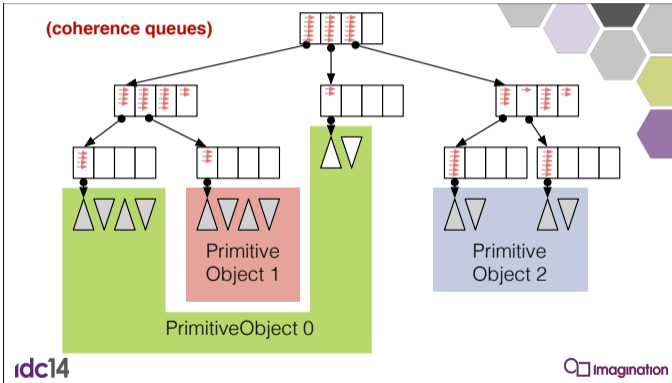 (coherence queues)
Primitive
Object 1
Primitive
Object 2
PrimitiveObject 0
idc14
Imagination